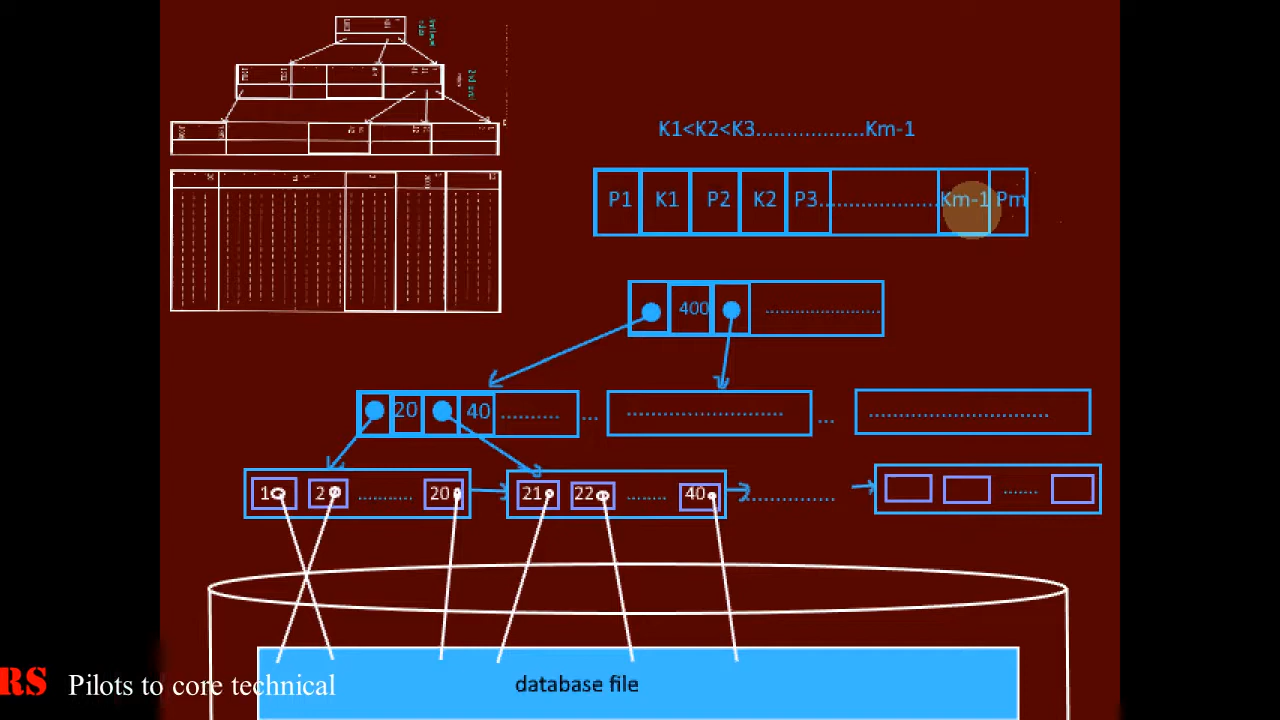 K1<K2<K3..................Km-1
P1 K1 P2 K2 P3.................... Km-1 Pm
400 ........................
20 40 .......... ... .......................... ... ..............................
1 2 ........... 20 21 22 ........ 40 ............... .......
database file
RS Pilots to core technical